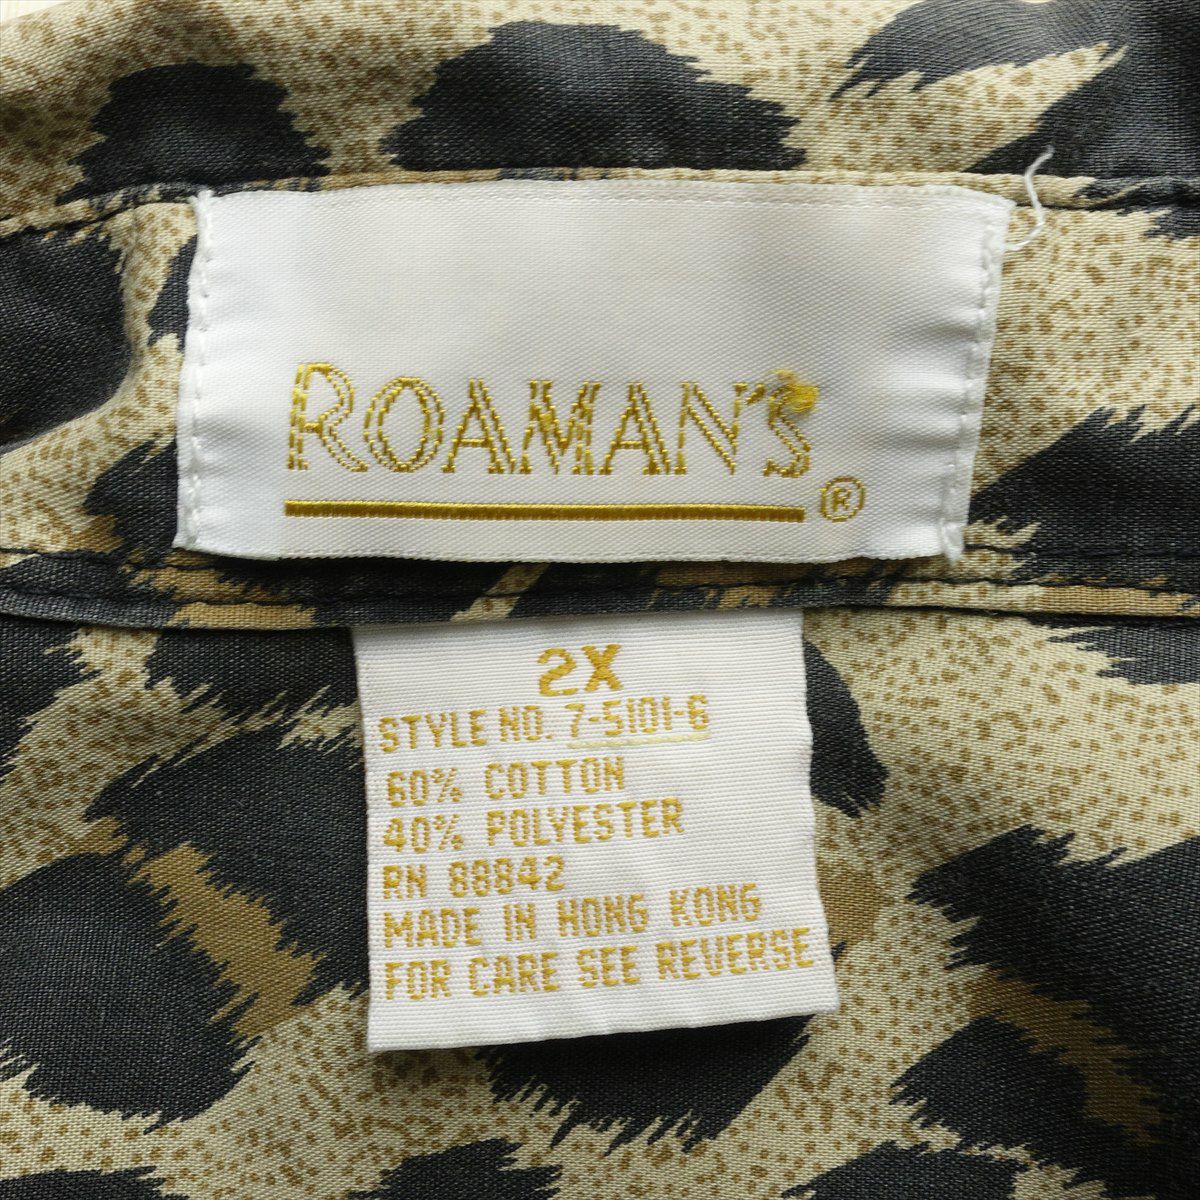 ROAMAN'S®
2X
STYLE NO. 7-5101-6
60% COTTON
40% POLYESTER
RN 88842
MADE IN HONG KONG
FOR CARE SEE REVERSE